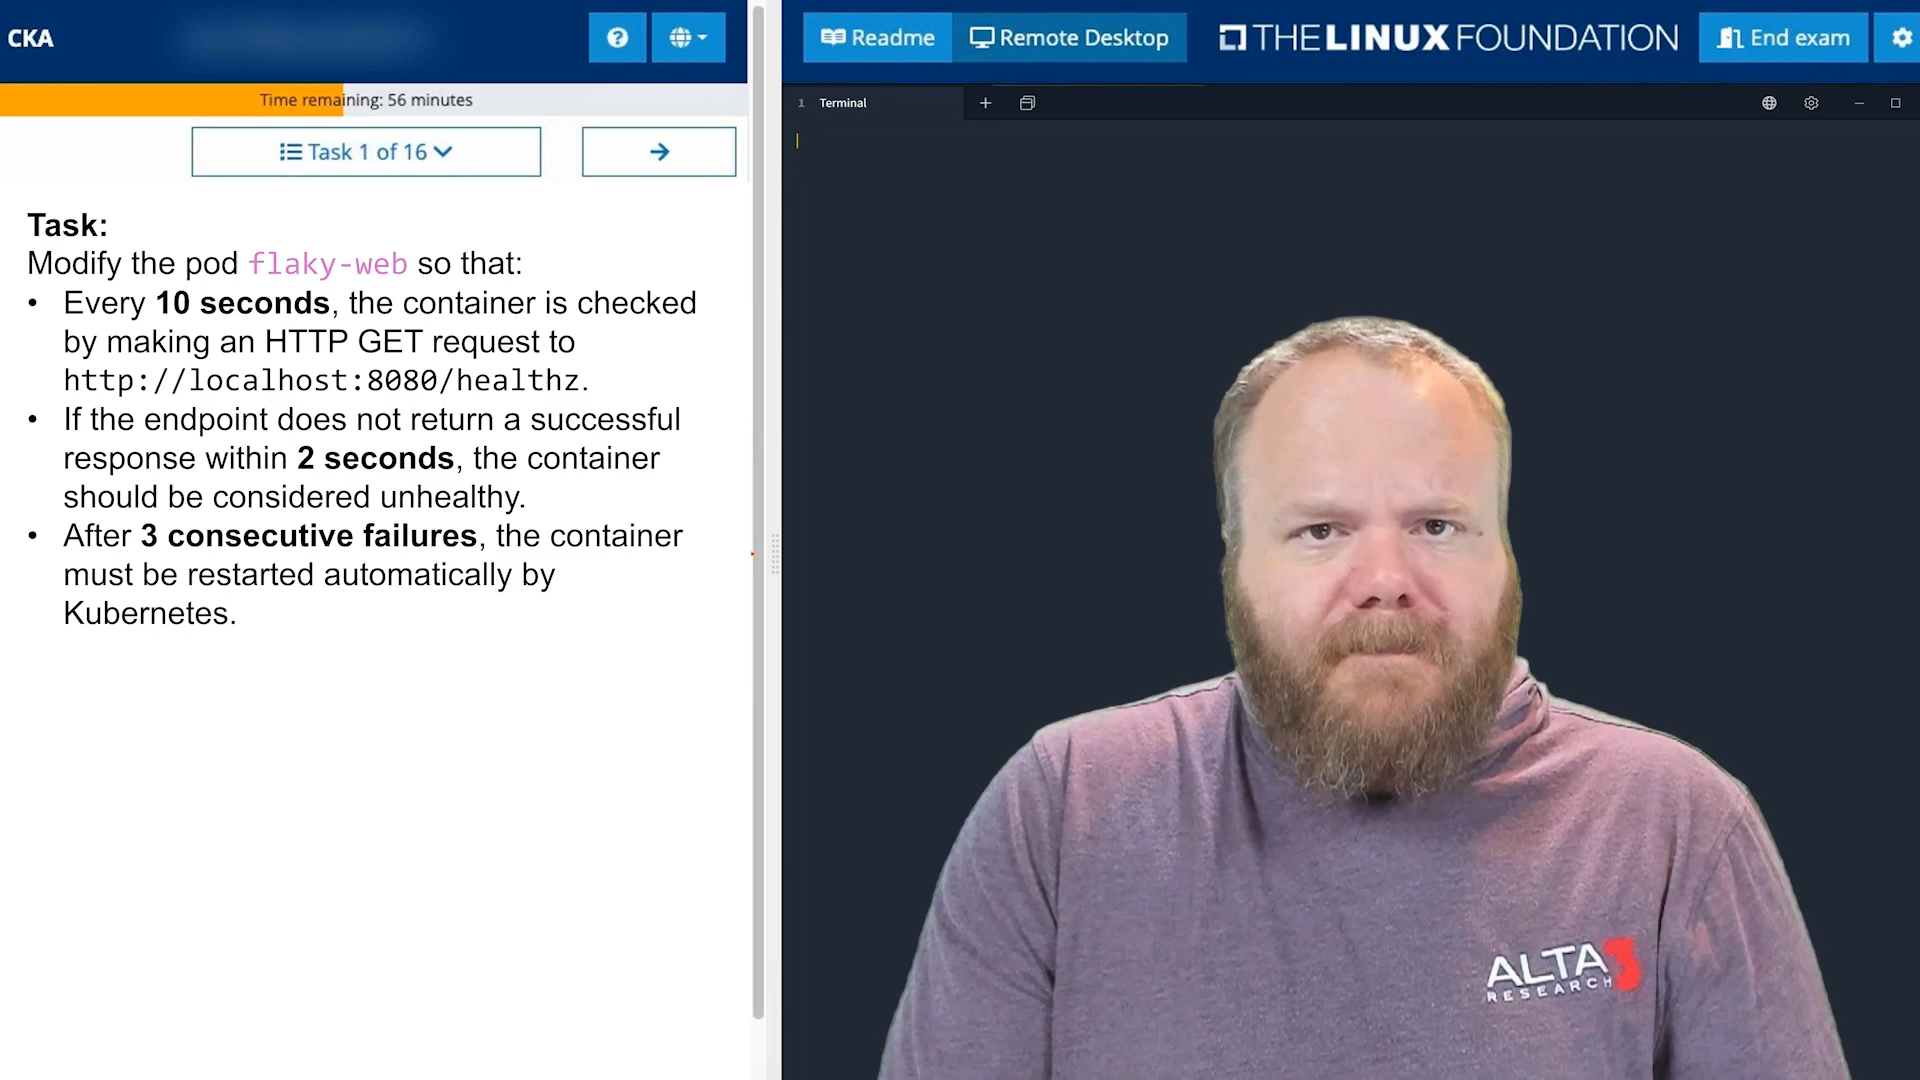 CKA
Readme
Remote Desktop
THE LINUX FOUNDATION
End exam
Time remaining: 56 minutes
1 Terminal
Task 1 of 16
Task:
Modify the pod flaky-web so that:
• Every 10 seconds, the container is checked
by making an HTTP GET request to
http://localhost:8080/healthz.
• If the endpoint does not return a successful
response within 2 seconds, the container
should be considered unhealthy.
• After 3 consecutive failures, the container
must be restarted automatically by
Kubernetes.
ALTA3
RESEARCH